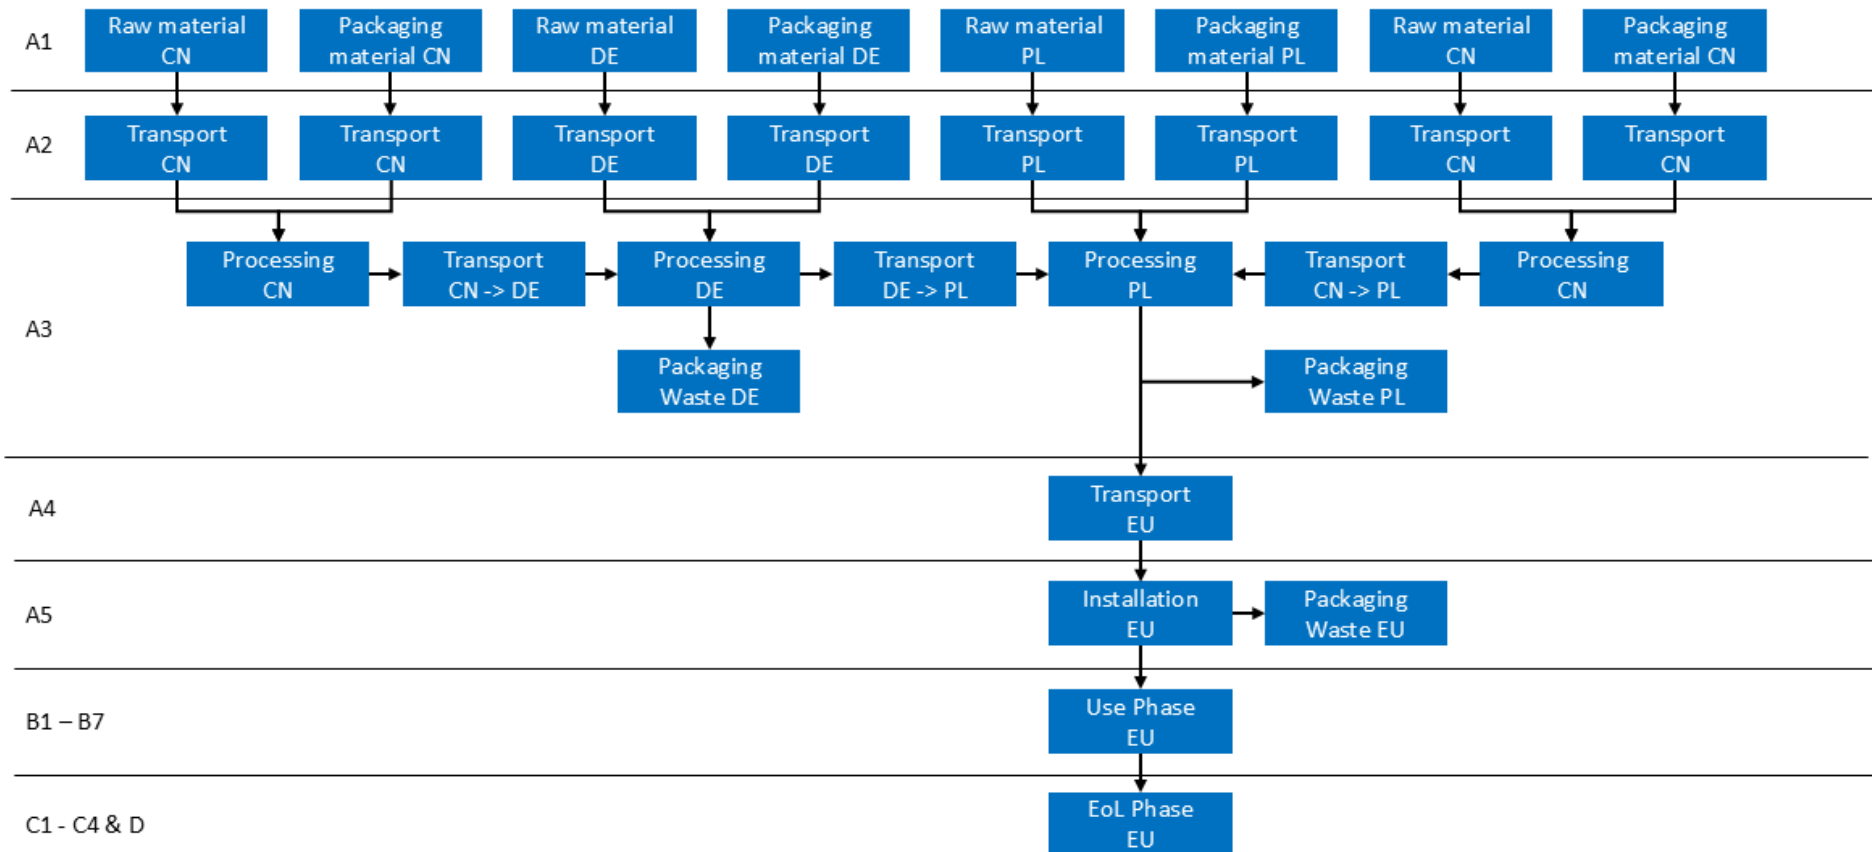 A1
Raw material
CN
Packaging
material CN
Raw material
DE
Packaging
material DE
Raw material
PL
Packaging
material PL
Raw material
CN
Packaging
material CN
A2
Transport
CN
Transport
CN
Transport
DE
Transport
DE
Transport
PL
Transport
PL
Transport
CN
Transport
CN
A3
Processing
CN
Transport
CN -> DE
Processing
DE
Transport
DE -> PL
Processing
PL
Transport
CN -> PL
Processing
CN
Packaging
Waste DE
Packaging
Waste PL
A4
Transport
EU
A5
Installation
EU
Packaging
Waste EU
B1 – B7
Use Phase
EU
C1 - C4 & D
EoL Phase
EU